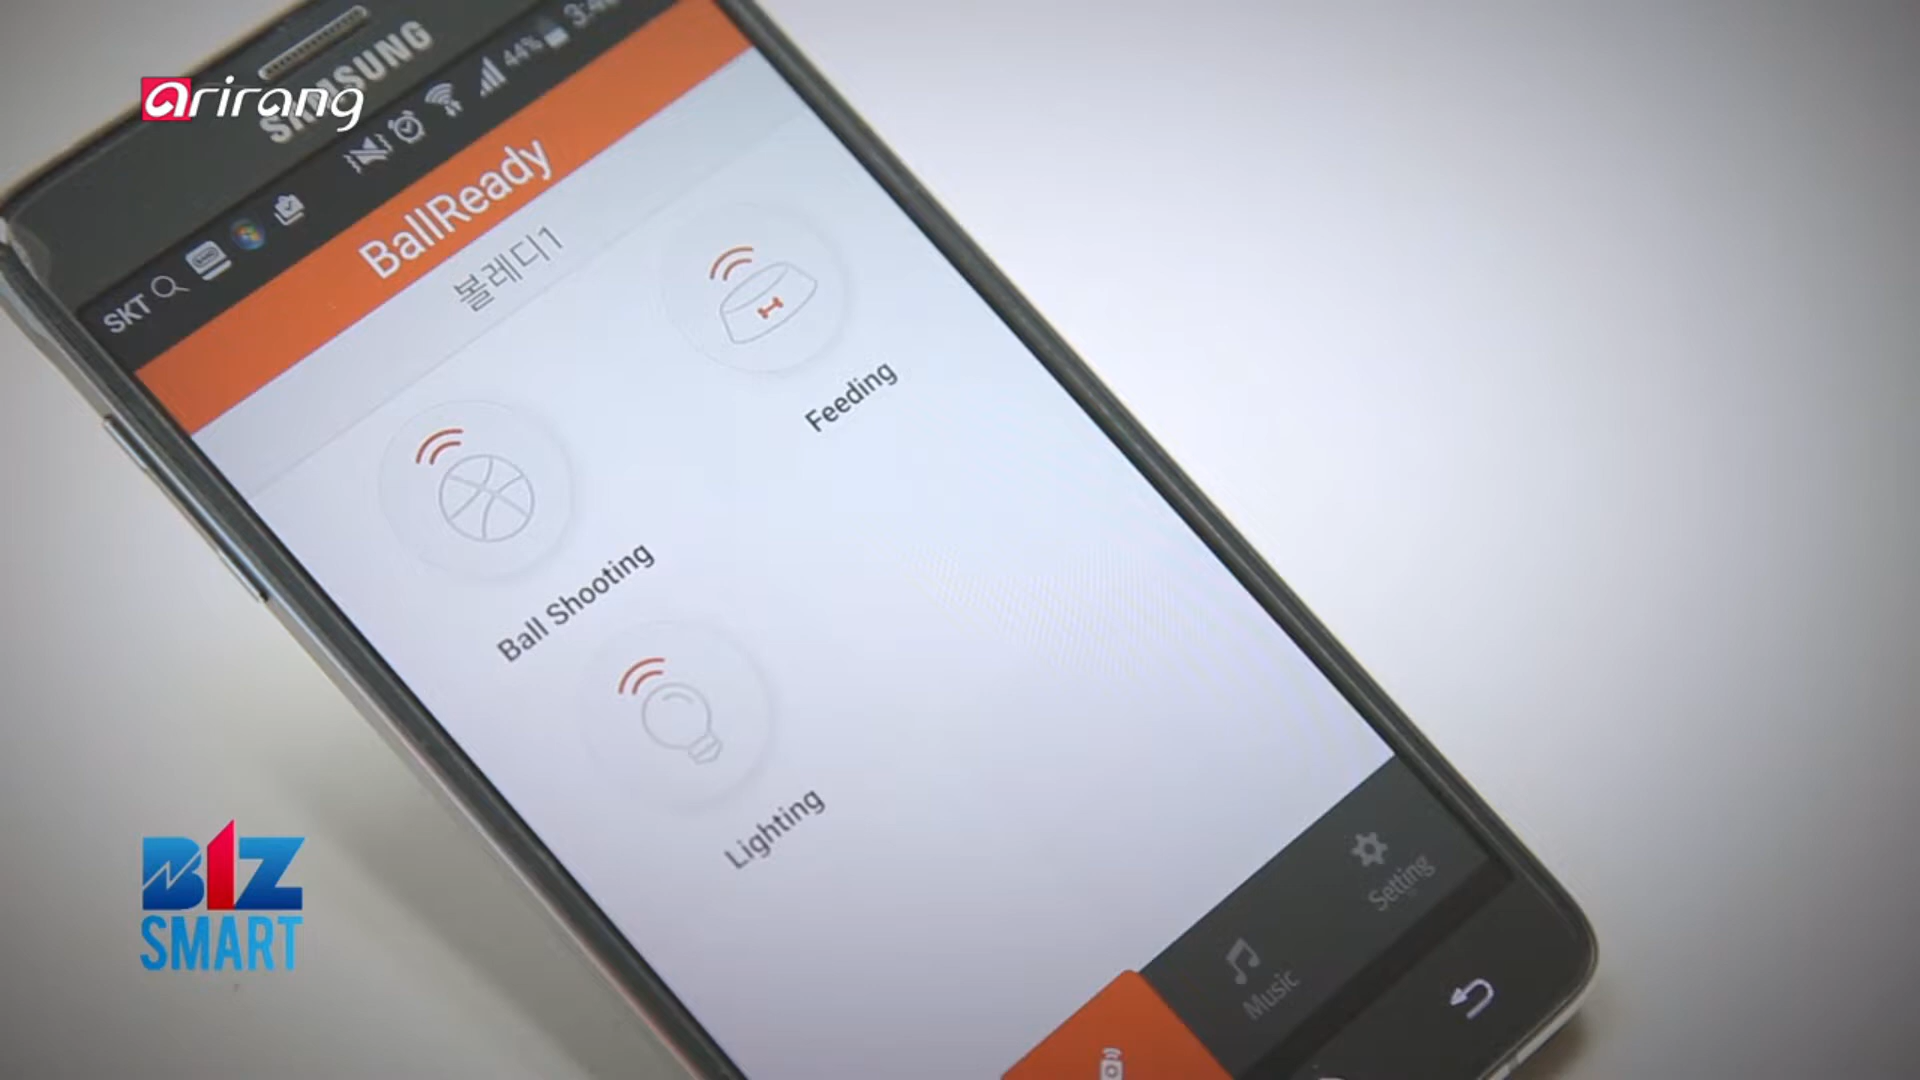 arirang
SAMSUNG
SKT
44%
BallReady
볼레디1
Feeding
Ball Shooting
Lighting
Setting
Music
BIZ
SMART